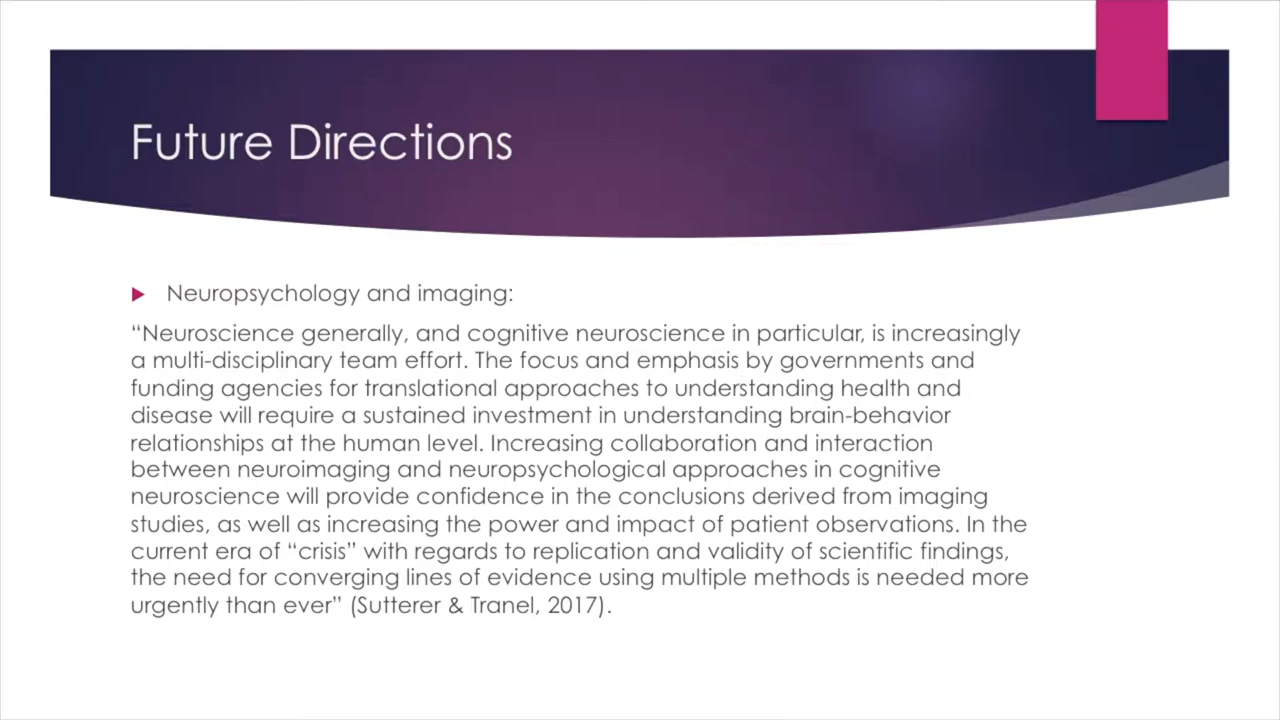 Future Directions
Neuropsychology and imaging:
“Neuroscience generally, and cognitive neuroscience in particular, is increasingly
a multi-disciplinary team effort. The focus and emphasis by governments and
funding agencies for translational approaches to understanding health and
disease will require a sustained investment in understanding brain-behavior
relationships at the human level. Increasing collaboration and interaction
between neuroimaging and neuropsychological approaches in cognitive
neuroscience will provide confidence in the conclusions derived from imaging
studies, as well as increasing the power and impact of patient observations. In the
current era of “crisis” with regards to replication and validity of scientific findings,
the need for converging lines of evidence using multiple methods is needed more
urgently than ever” (Sutterer & Tranel, 2017).